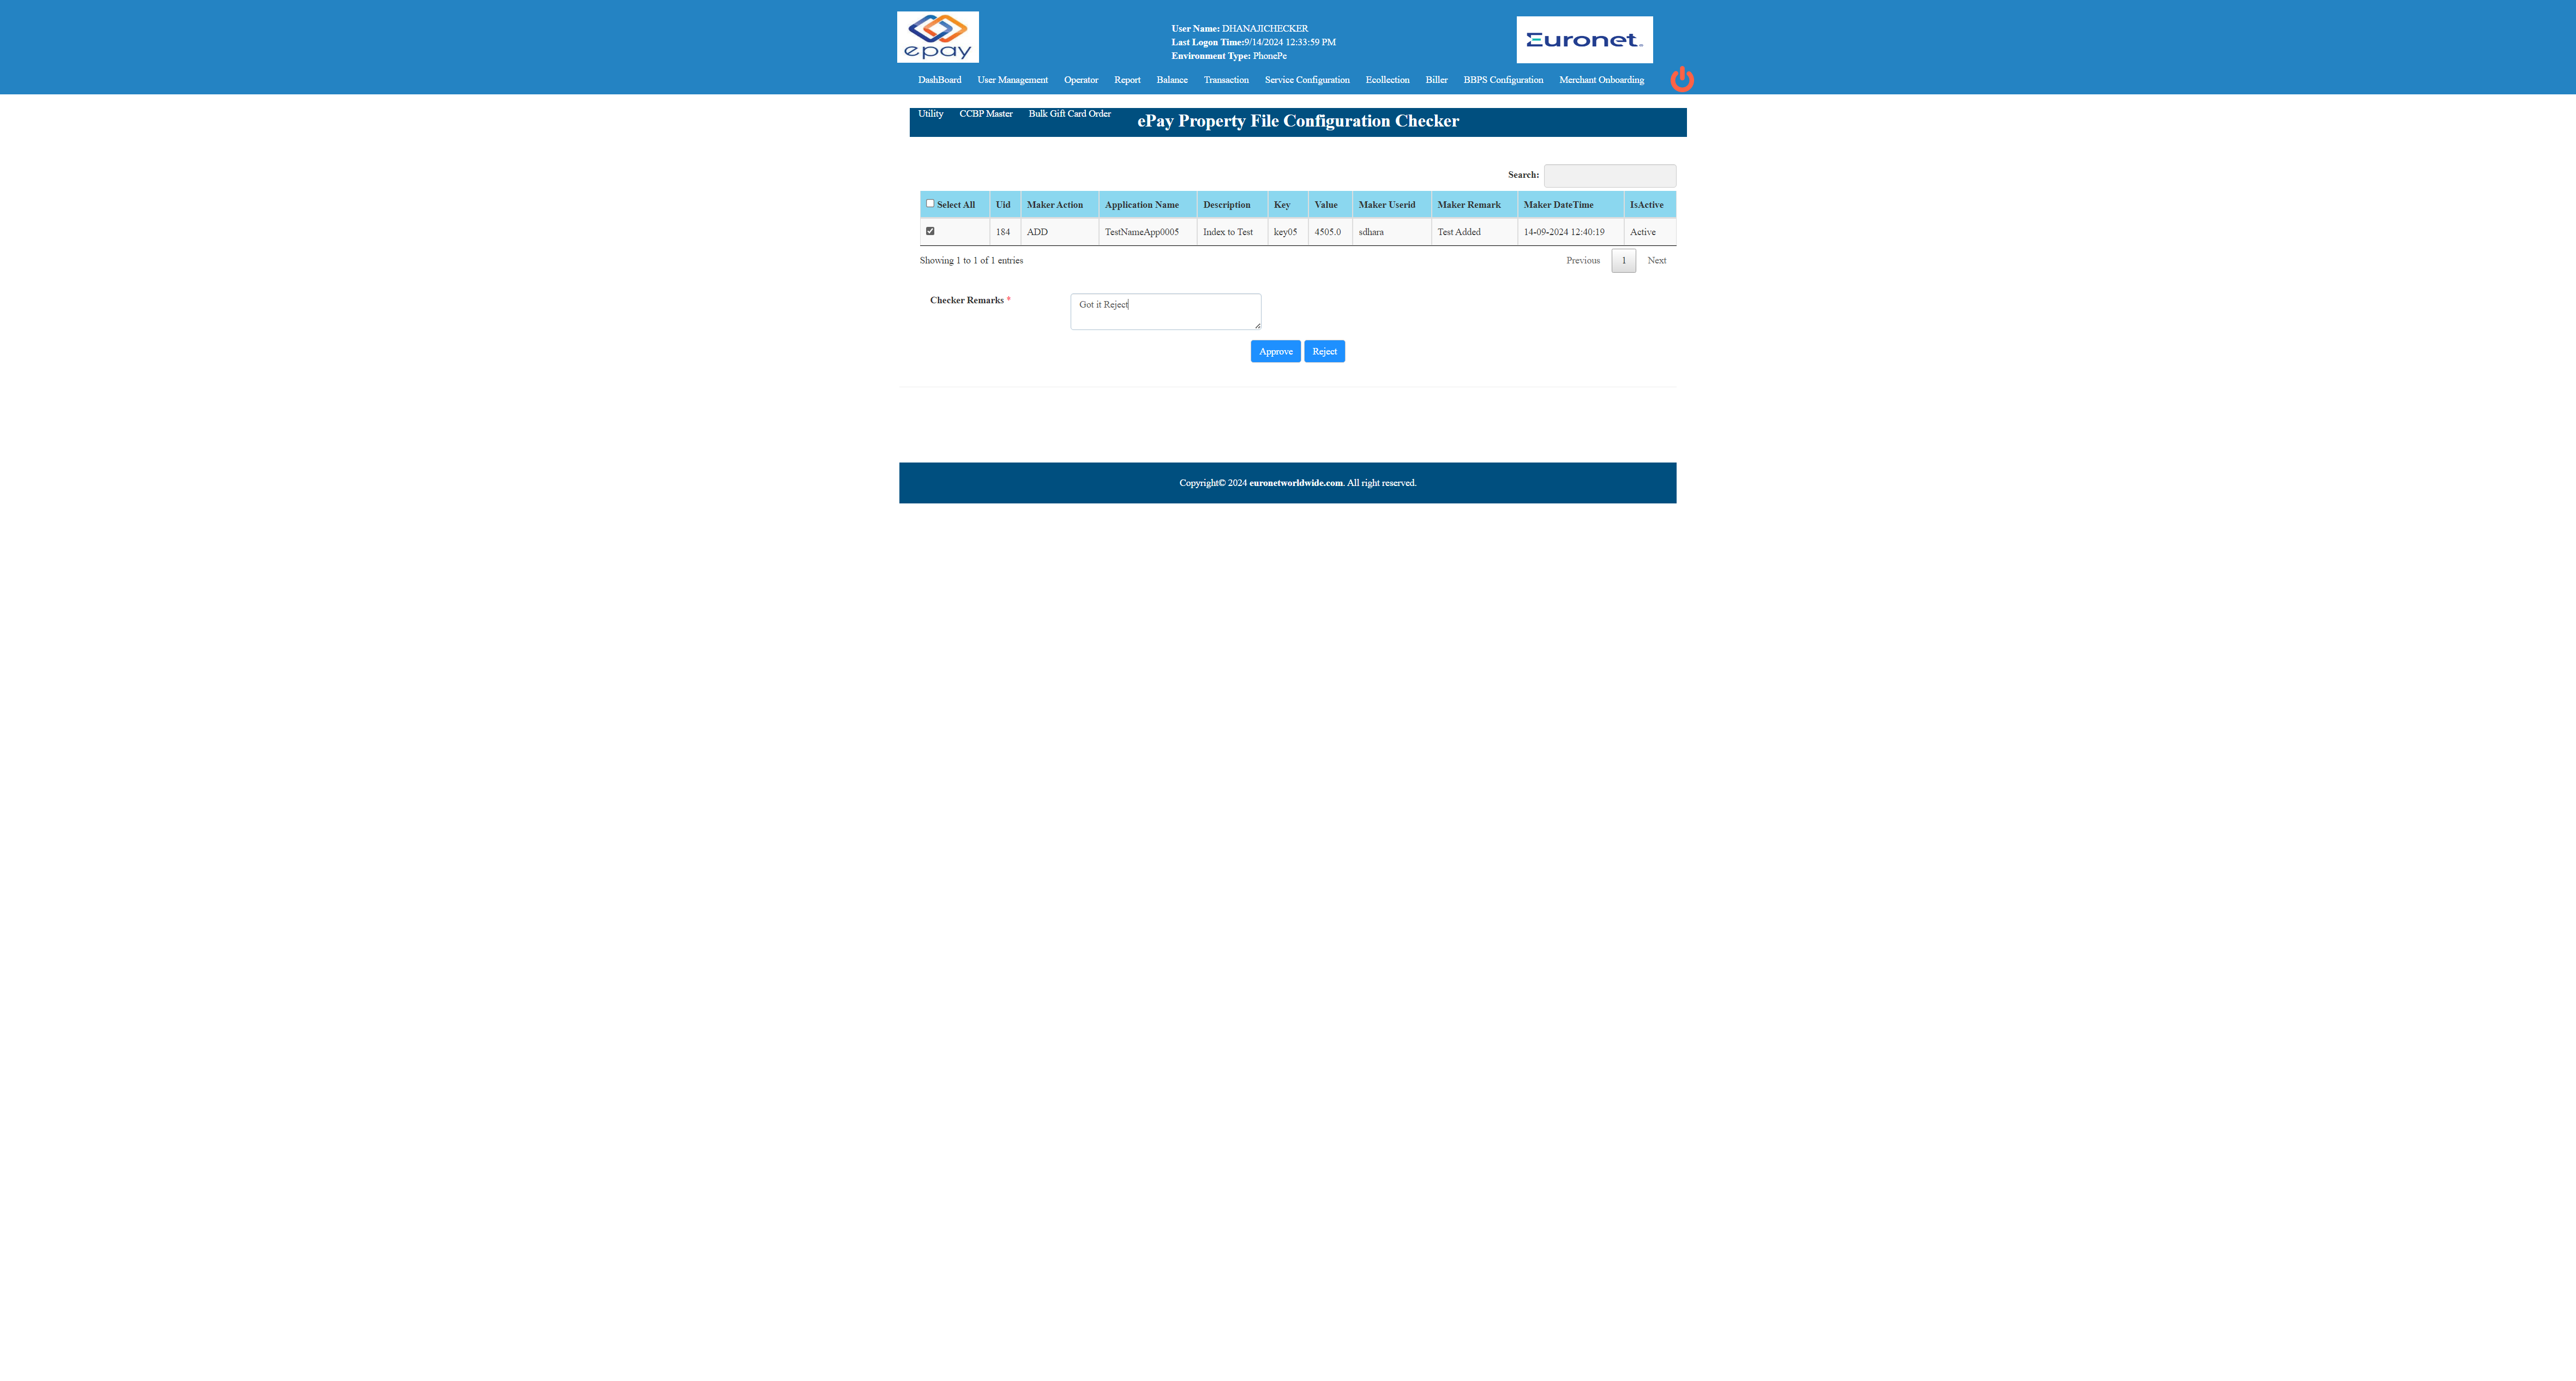 epay
User Name: DHANAJICHECKER
Last Logon Time:9/14/2024 12:33:59 PM
Environment Type: PhonePe
Euronet
DashBoard User Management Operator Report Balance Transaction Service Configuration Ecollection Biller BBPS Configuration Merchant Onboarding
Utility CCBP Master Bulk Gift Card Order
ePay Property File Configuration Checker
Search:
Select All Uid Maker Action Application Name Description Key Value Maker Userid Maker Remark Maker DateTime IsActive
184 ADD TestNameApp0005 Index to Test key05 4505.0 sdhara Test Added 14-09-2024 12:40:19 Active
Showing 1 to 1 of 1 entries
Previous 1 Next
Checker Remarks *
Got it Reject
Approve Reject
Copyright© 2024 euronetworldwide.com. All right reserved.